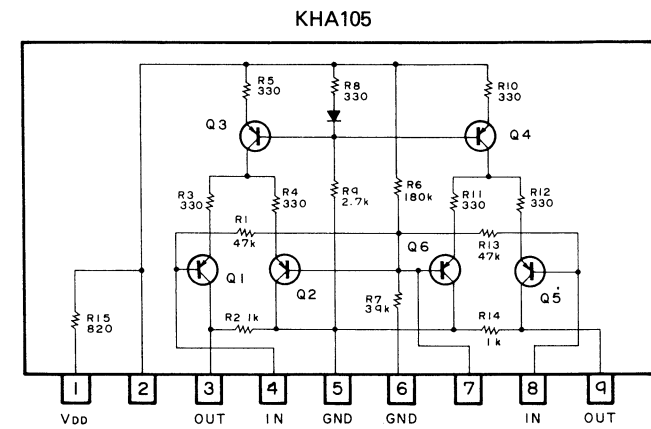 KHA105
R5
330
R8
330
R10
330
Q3
Q4
R3
330
R4
330
R9
2.7k
R6
180k
R11
330
R12
330
R1
47k
R13
47k
Q6
Q1
Q2
Q5'
R7
39k
R15
820
R2 1k
R14
1k
1
2
3
4
5
6
7
8
9
VDD
OUT
IN
GND
GND
IN
OUT